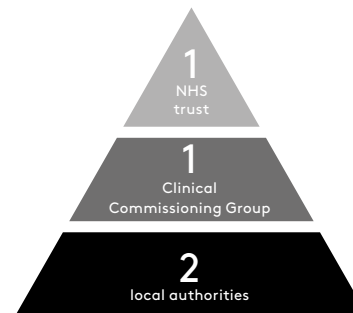 1
NHS
trust
1
Clinical
Commissioning Group
2
local authorities